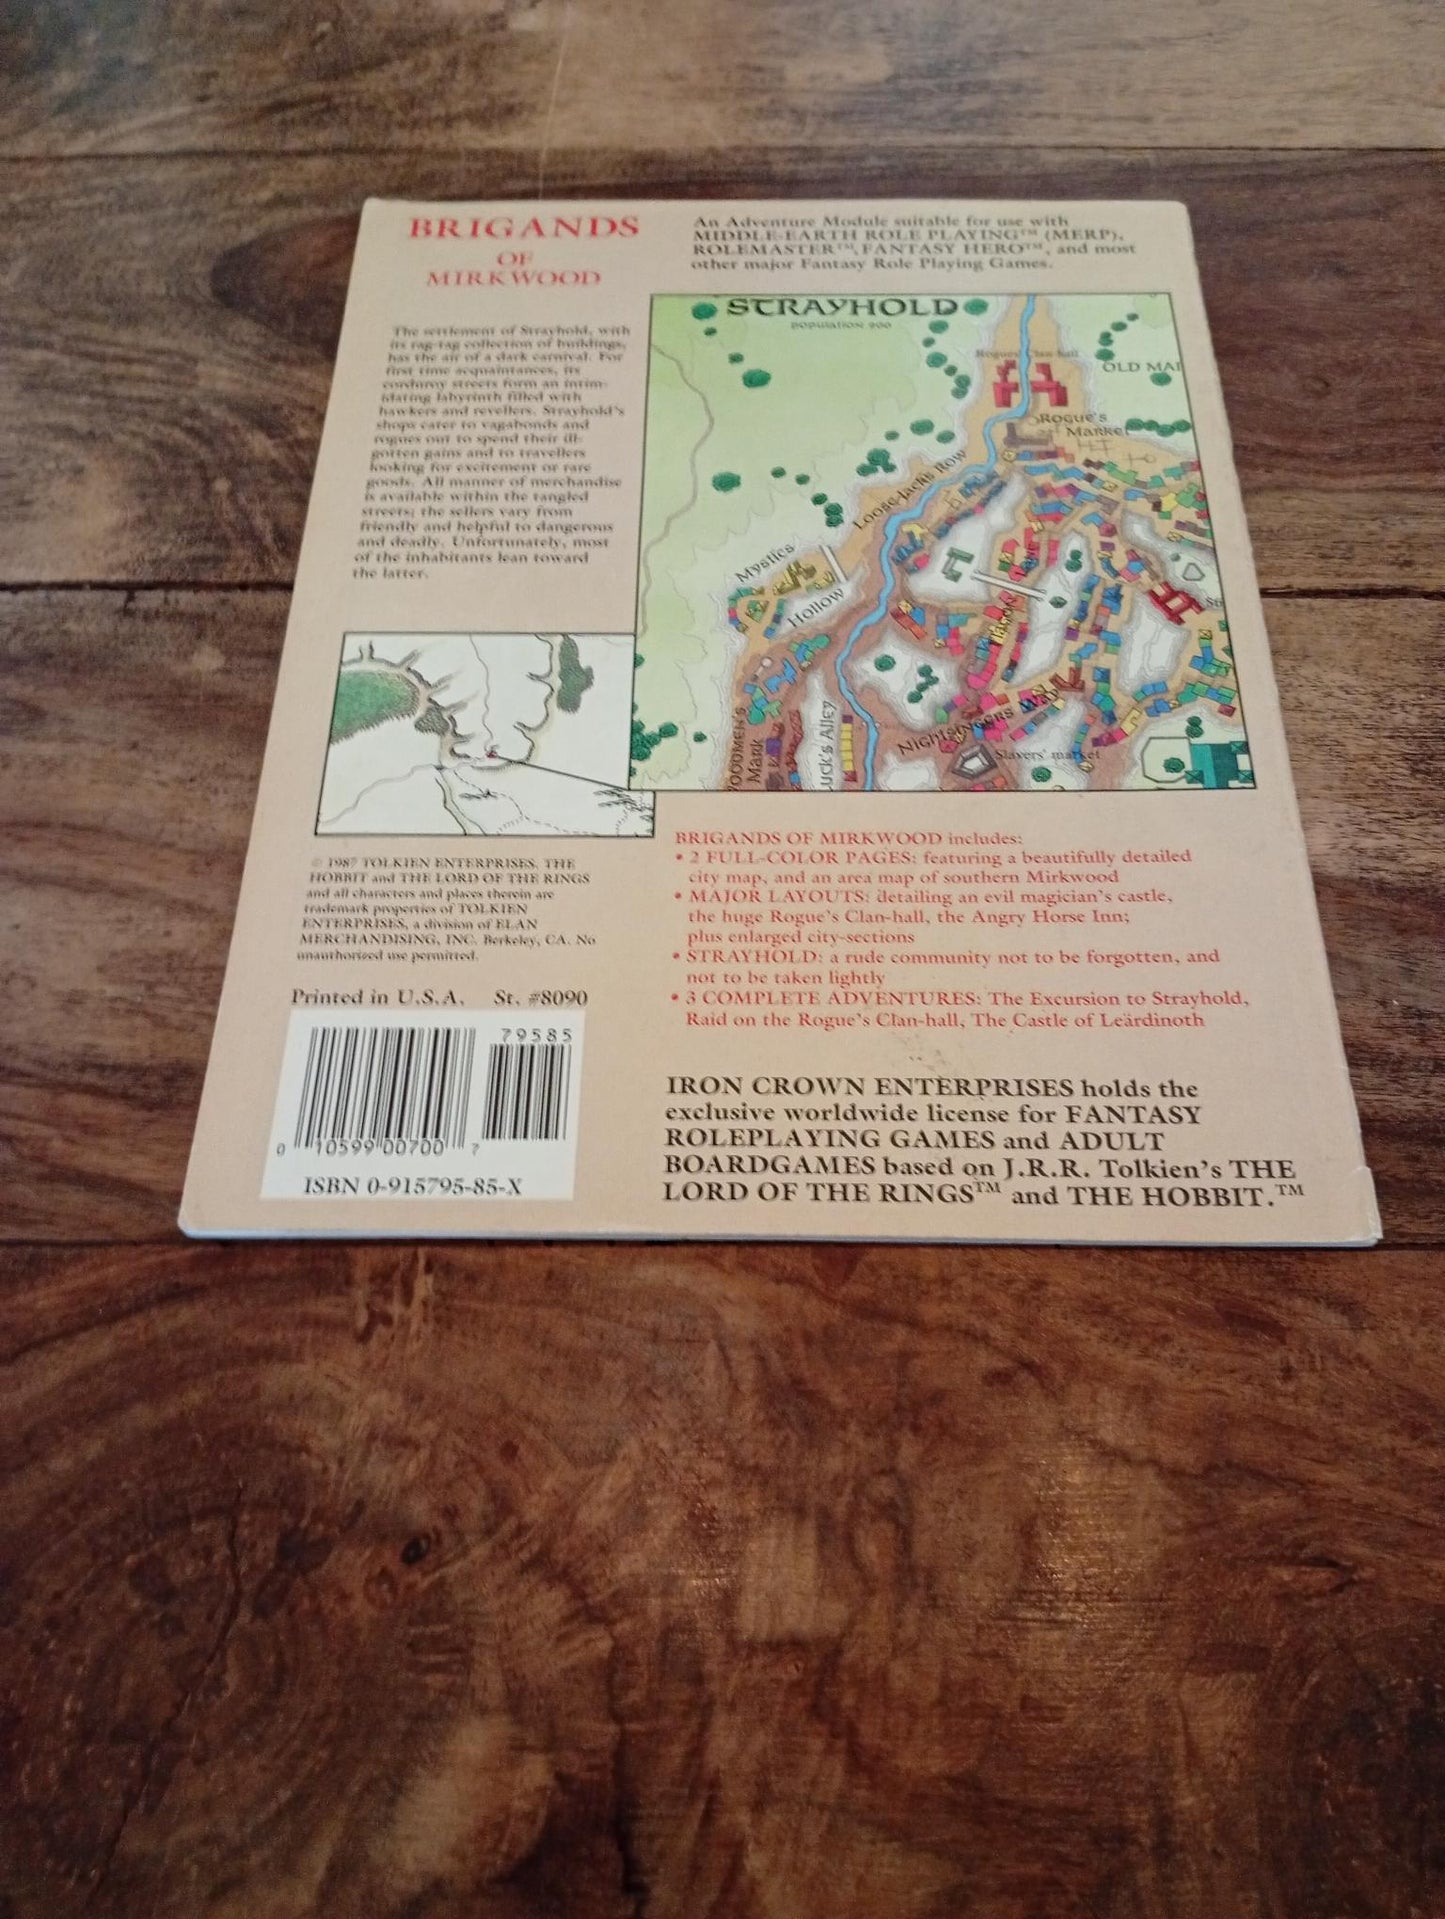 BRIGANDS
OF
MIRKWOOD
An Adventure Module suitable for use with
MIDDLE-EARTH ROLE PLAYING™ (MERP),
ROLEMASTER™, FANTASY HERO™, and most
other major Fantasy Role Playing Games.
The settlement of Strayhold, with
its rag-tag collection of buildings,
has the air of a dark carnival. For
first time acquaintances, its
corduroy streets form an intim-
idating labyrinth filled with
hawkers and revellers. Strayhold's
shops cater to vagabonds and
rogues out to spend their ill-
gotten gains and to travellers
looking for excitement or rare
goods. All manner of merchandise
is available within the tangled
streets; the sellers vary from
friendly and helpful to dangerous
and deadly. Unfortunately, most
of the inhabitants lean toward
the latter.
STRAYHOLD
population 900
Rogues' Clan-hall
OLD MAI
Rogue's
Market
Loose-Jacks Row
Mystics
Hollow
Nightsingers
Slavers' market
OODMEN'S
Mark
uck's Alley
© 1987 TOLKIEN ENTERPRISES. THE
HOBBIT and THE LORD OF THE RINGS
and all characters and places therein are
trademark properties of TOLKIEN
ENTERPRISES, a division of ELAN
MERCHANDISING, INC. Berkeley, CA. No
unauthorized use permitted.
Printed in U.S.A. St. #8090
79585
0 10599 00700 7
ISBN 0-915795-85-X
BRIGANDS OF MIRKWOOD includes:
• 2 FULL-COLOR PAGES: featuring a beautifully detailed
city map, and an area map of southern Mirkwood
• MAJOR LAYOUTS: detailing an evil magician's castle,
the huge Rogue's Clan-hall, the Angry Horse Inn;
plus enlarged city-sections
• STRAYHOLD: a rude community not to be forgotten, and
not to be taken lightly
• 3 COMPLETE ADVENTURES: The Excursion to Strayhold,
Raid on the Rogue's Clan-hall, The Castle of Leärdinoth
IRON CROWN ENTERPRISES holds the
exclusive worldwide license for FANTASY
ROLEPLAYING GAMES and ADULT
BOARDGAMES based on J.R.R. Tolkien's THE
LORD OF THE RINGS™ and THE HOBBIT.™